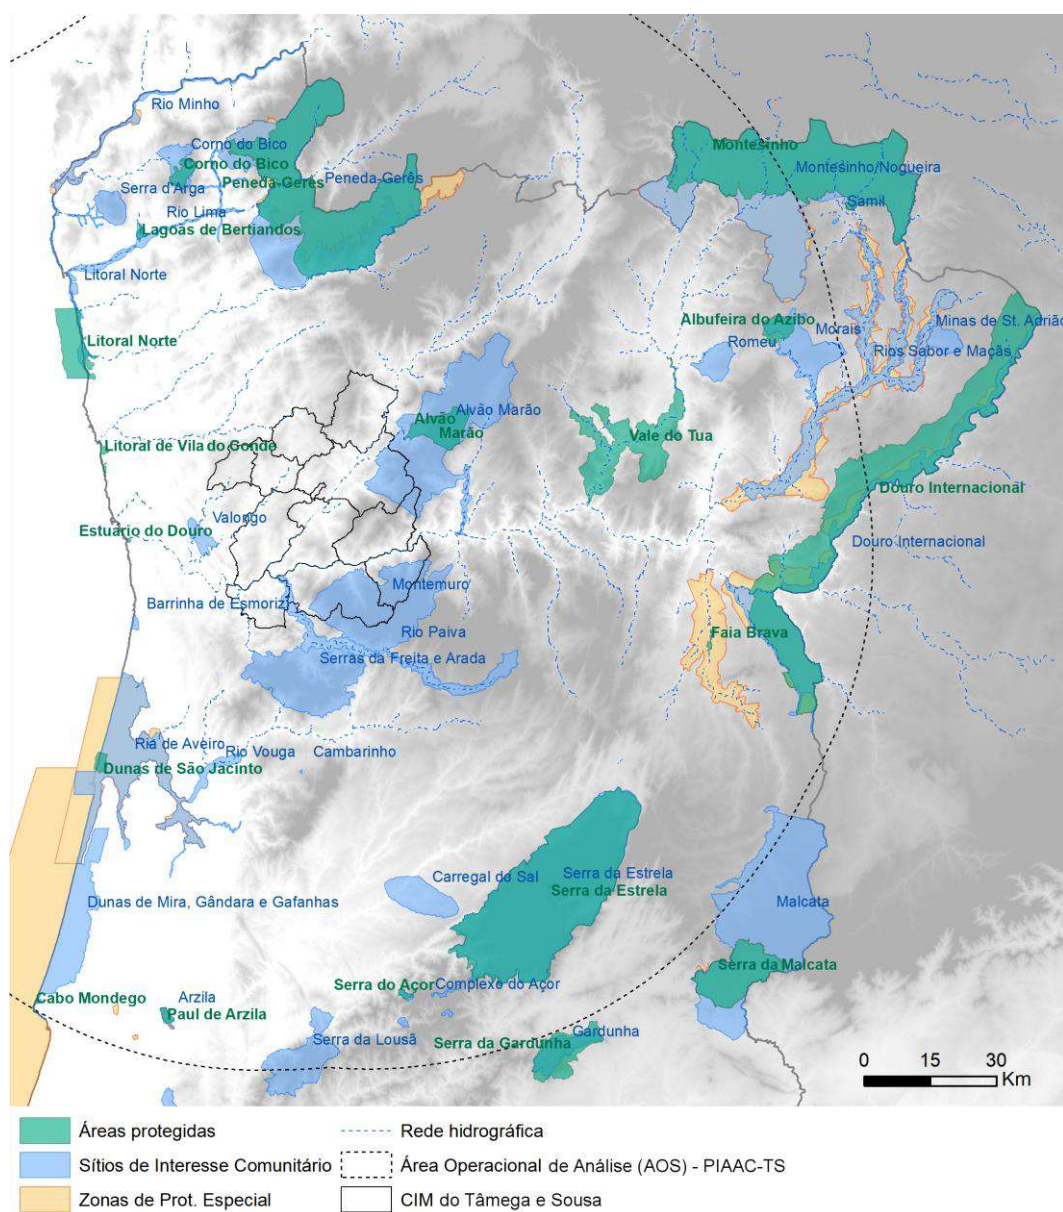 Rio Minho
Corno do Bico
Corno do Bico
Peneda-Gerês
Peneda-Gerês
Serra d'Arga
Rio Lima
Lagoas de Bertiandos
Litoral Norte
Litoral Norte
Montesinho
Montesinho/Nogueira
Samil
Albufeira do Azibo
Morais
Romeu
Minas de St. Adrião
Rios Sabor e Maçãs
Alvão Marão
Alvão
Marão
Vale do Tua
Litoral de Vila do Conde
Valongo
Estuário do Douro
Douro Internacional
Douro Internacional
Montemuro
Barrinha de Esmoriz
Rio Paiva
Faia Brava
Serras da Freita e Arada
Ria de Aveiro
Rio Vouga
Cambarinho
Dunas de São Jacinto
Carregal do Sal
Serra da Estrela
Serra da Estrela
Dunas de Mira, Gândara e Gafanhas
Malcata
Serra da Malcata
Serra do Açor
Complexo do Açor
Cabo Mondego
Arzila
Paul de Arzila
Serra da Lousã
Serra da Gardunha
Gardunha
0 15 30
Km
Áreas protegidas
Rede hidrográfica
Sítios de Interesse Comunitário
Área Operacional de Análise (AOS) - PIAAC-TS
Zonas de Prot. Especial
CIM do Tâmega e Sousa